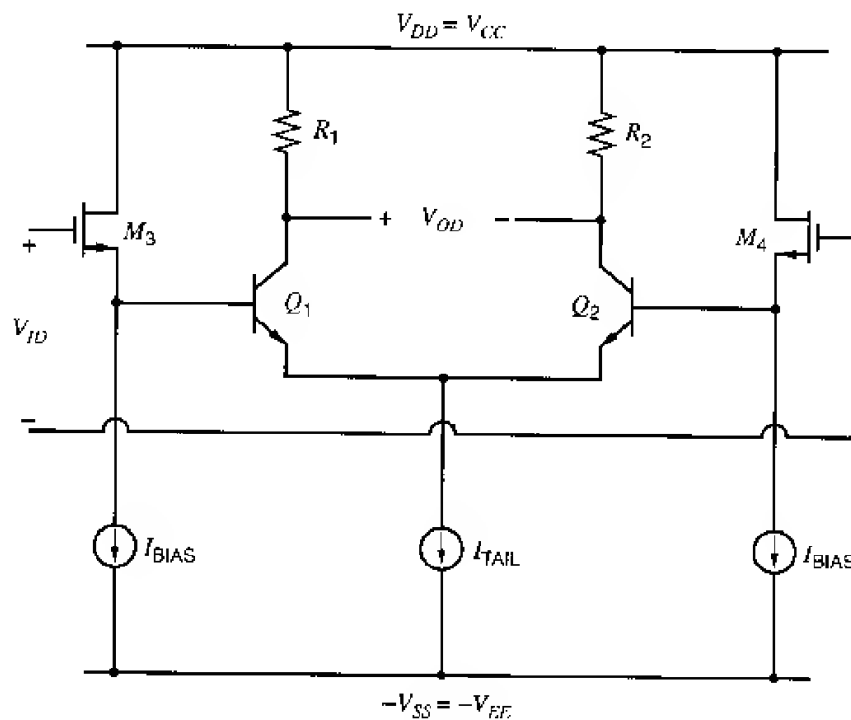 V_DD = V_CC
R_1
R_2
+ V_OD −
M_3
M_4
+
Q_1
Q_2
V_ID
−
I_BIAS
I_TAIL
I_BIAS
−V_SS = −V_EE